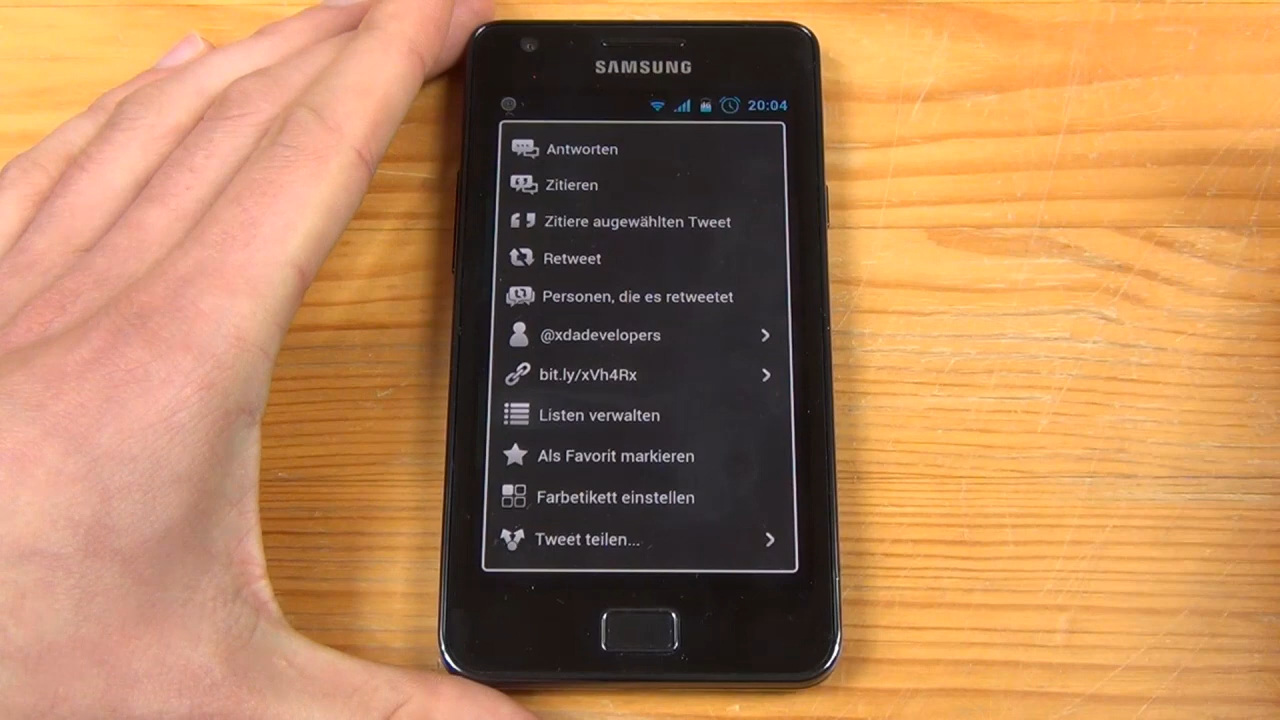 SAMSUNG
20:04
Antworten
Zitieren
Zitiere augewählten Tweet
Retweet
Personen, die es retweetet
@xdadevelopers
bit.ly/xVh4Rx
Listen verwalten
Als Favorit markieren
Farbetikett einstellen
Tweet teilen...